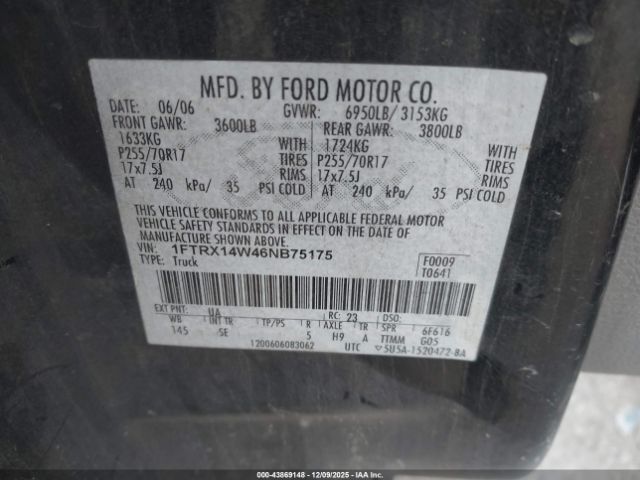 MFD. BY FORD MOTOR CO.
DATE: 06/06 GVWR: 6950LB/ 3153KG
FRONT GAWR: 3600LB REAR GAWR: 3800LB
1633KG WITH 1724KG WITH
P255/70R17 TIRES P255/70R17 TIRES
17x7.5J RIMS 17x7.5J RIMS
AT 240 kPa/ 35 PSI COLD AT 240 kPa/ 35 PSI COLD
THIS VEHICLE CONFORMS TO ALL APPLICABLE FEDERAL MOTOR
VEHICLE SAFETY STANDARDS IN EFFECT ON THE DATE OF
MANUFACTURE SHOWN ABOVE.
VIN: 1FTRX14W46NB75175 F0009
TYPE: Truck T0641
EXT PNT: UA RC: 23 DSO:
WB INT TR TP/PS R AXLE TR SPR 6F616
145 SE 5 H9 A TTMM G05
1200606083062 UTC 5U5A-1520472-BA
000-43869148 - 12/09/2025 - IAA Inc.